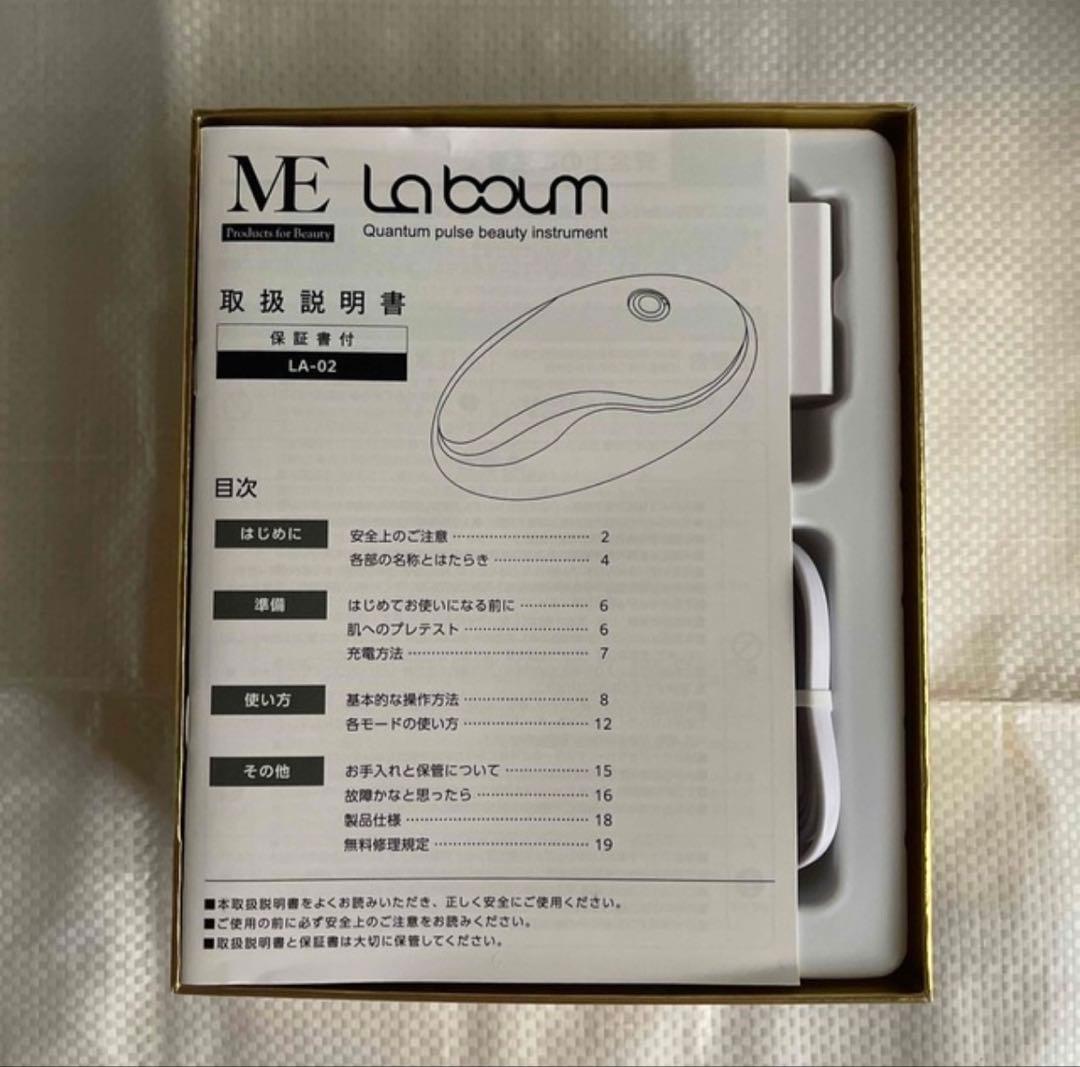 ME
Products for Beauty
La boum
Quantum pulse beauty instrument
取扱説明書
保証書付
LA-02
目次
はじめに
安全上のご注意 2
各部の名称とはたらき 4
準備
はじめてお使いになる前に 6
肌へのプレテスト 6
充電方法 7
使い方
基本的な操作方法 8
各モードの使い方 12
その他
お手入れと保管について 15
故障かなと思ったら 16
製品仕様 18
無料修理規定 19
■本取扱説明書をよくお読みいただき、正しく安全にご使用ください。
■ご使用の前に必ず安全上のご注意をお読みください。
■取扱説明書と保証書は大切に保管してください。